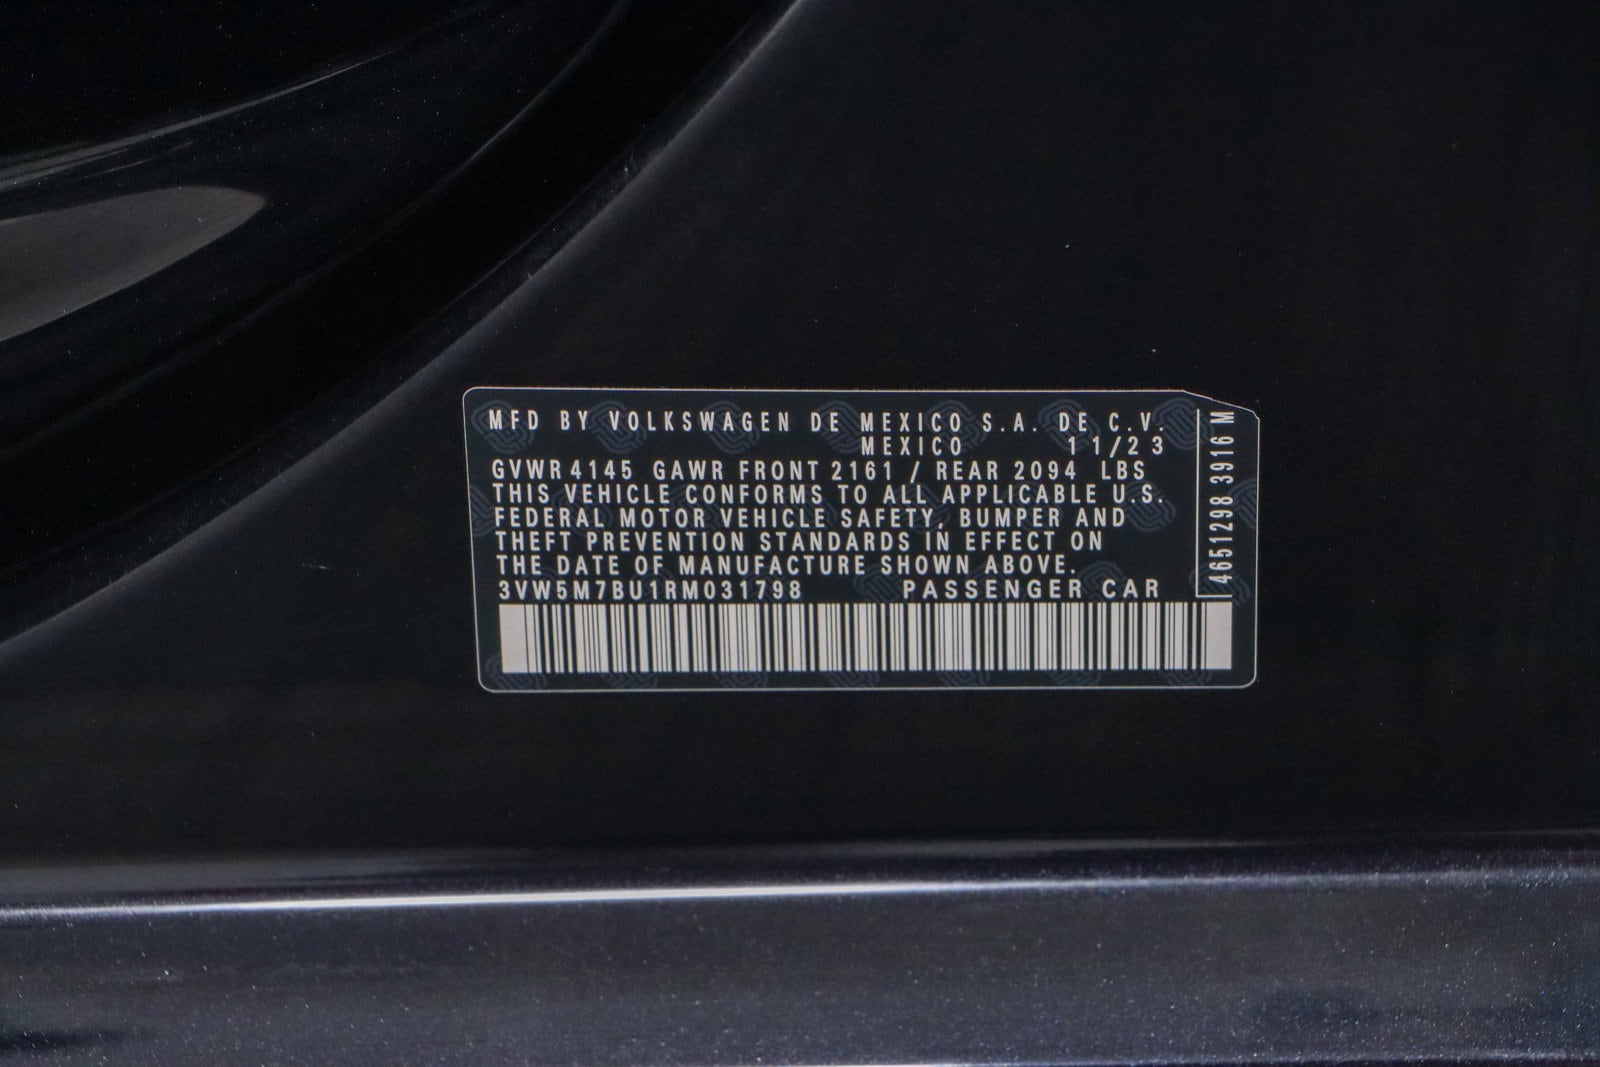 MFD BY VOLKSWAGEN DE MEXICO S.A. DE C.V.
MEXICO 11/23
GVWR 4145 GAWR FRONT 2161 / REAR 2094 LBS
THIS VEHICLE CONFORMS TO ALL APPLICABLE U.S.
FEDERAL MOTOR VEHICLE SAFETY, BUMPER AND
THEFT PREVENTION STANDARDS IN EFFECT ON
THE DATE OF MANUFACTURE SHOWN ABOVE.
3VW5M7BU1RM031798 PASSENGER CAR
4651298 3916 M